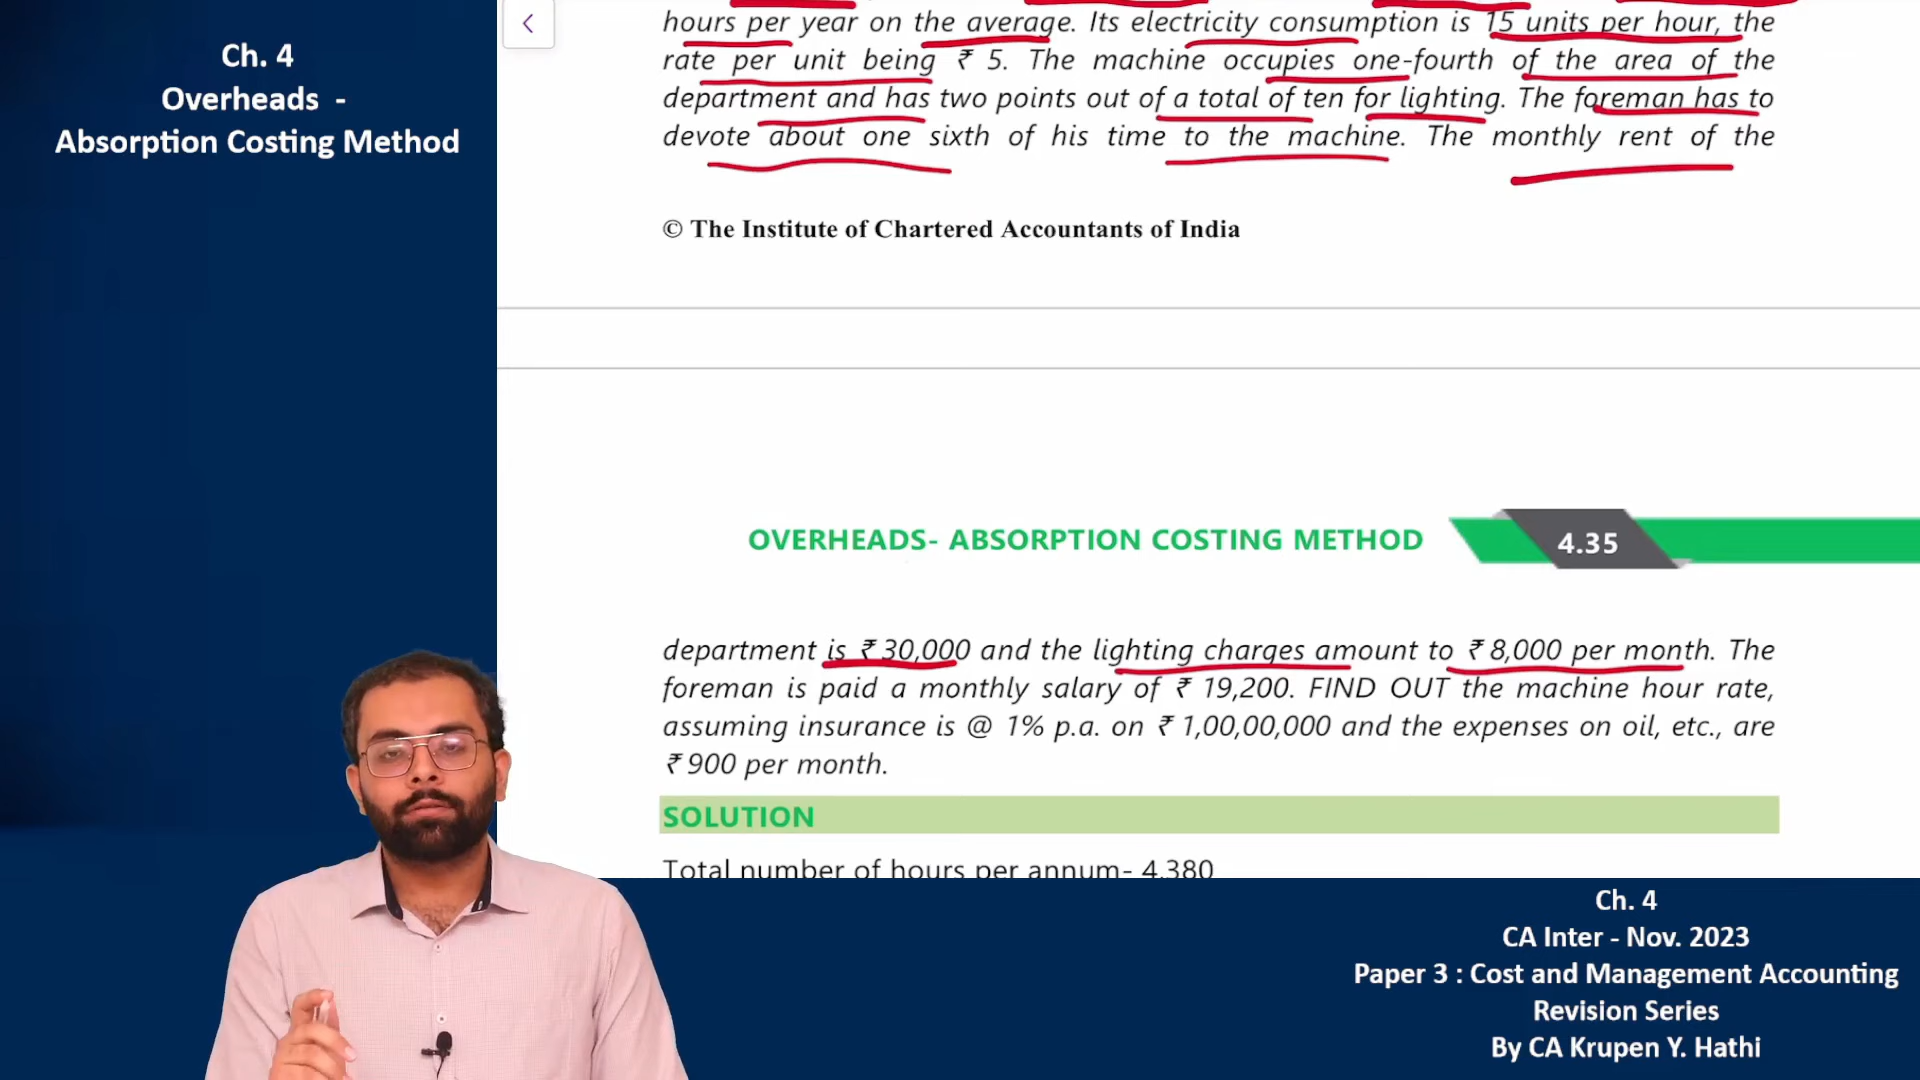 Ch. 4
Overheads -
Absorption Costing Method
hours per year on the average. Its electricity consumption is 15 units per hour, the
rate per unit being ₹ 5. The machine occupies one-fourth of the area of the
department and has two points out of a total of ten for lighting. The foreman has to
devote about one sixth of his time to the machine. The monthly rent of the
© The Institute of Chartered Accountants of India
OVERHEADS- ABSORPTION COSTING METHOD
4.35
department is ₹ 30,000 and the lighting charges amount to ₹ 8,000 per month. The
foreman is paid a monthly salary of ₹ 19,200. FIND OUT the machine hour rate,
assuming insurance is @ 1% p.a. on ₹ 1,00,00,000 and the expenses on oil, etc., are
₹ 900 per month.
SOLUTION
Total number of hours per annum- 4,380
Ch. 4
CA Inter - Nov. 2023
Paper 3 : Cost and Management Accounting
Revision Series
By CA Krupen Y. Hathi